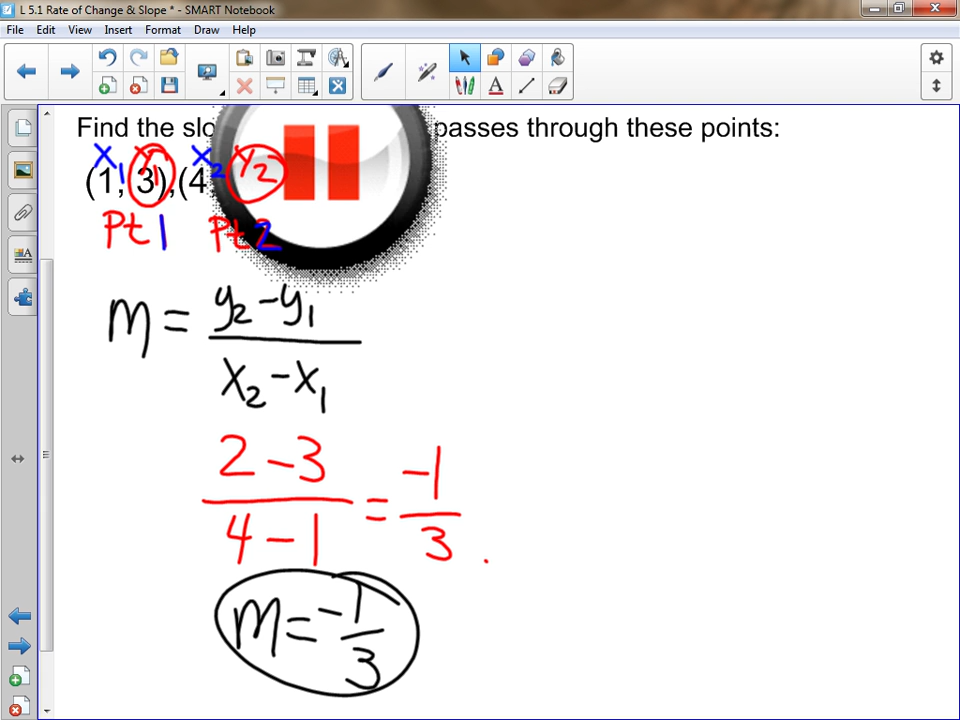 L 5.1 Rate of Change & Slope * - SMART Notebook
File Edit View Insert Format Draw Help
Find the slo passes through these points:
x₁ y₁ x₂ y₂
(1, 3),(4
Pt 1 Pt 2
m = y₂ - y₁
x₂ - x₁
2 - 3 = -1
4 - 1 3
m = -1
3